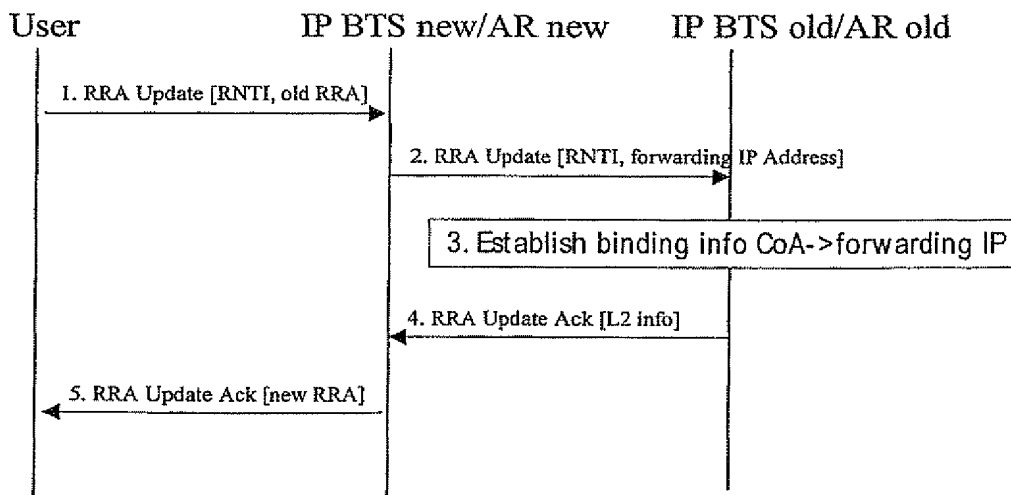 User
IP BTS new/AR new
IP BTS old/AR old
1. RRA Update [RNTI, old RRA]
2. RRA Update [RNTI, forwarding IP Address]
3. Establish binding info CoA->forwarding IP
4. RRA Update Ack [L2 info]
5. RRA Update Ack [new RRA]